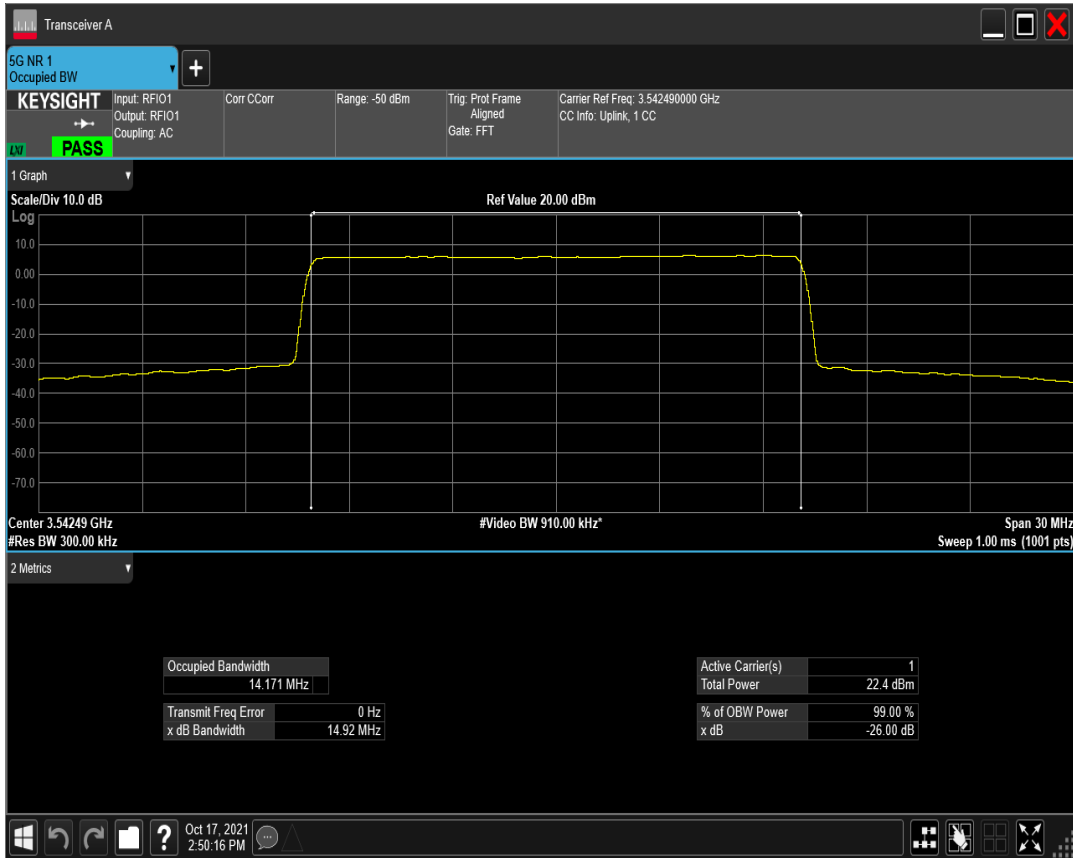 Transceiver A
5G NR 1
Occupied BW
+
KEYSIGHT
LXI
PASS
Input: RFIO1
Output: RFIO1
Coupling: AC
Corr CCorr
Range: -50 dBm
Trig: Prot Frame
Aligned
Gate: FFT
Carrier Ref Freq: 3.542490000 GHz
CC Info: Uplink, 1 CC
1 Graph
Scale/Div 10.0 dB
Ref Value 20.00 dBm
Log
10.0
0.00
-10.0
-20.0
-30.0
-40.0
-50.0
-60.0
-70.0
Center 3.54249 GHz
#Video BW 910.00 kHz*
Span 30 MHz
#Res BW 300.00 kHz
Sweep 1.00 ms (1001 pts)
2 Metrics
Occupied Bandwidth
14.171 MHz
Transmit Freq Error 0 Hz
x dB Bandwidth 14.92 MHz
Active Carrier(s) 1
Total Power 22.4 dBm
% of OBW Power 99.00 %
x dB -26.00 dB
?
Oct 17, 2021
2:50:16 PM